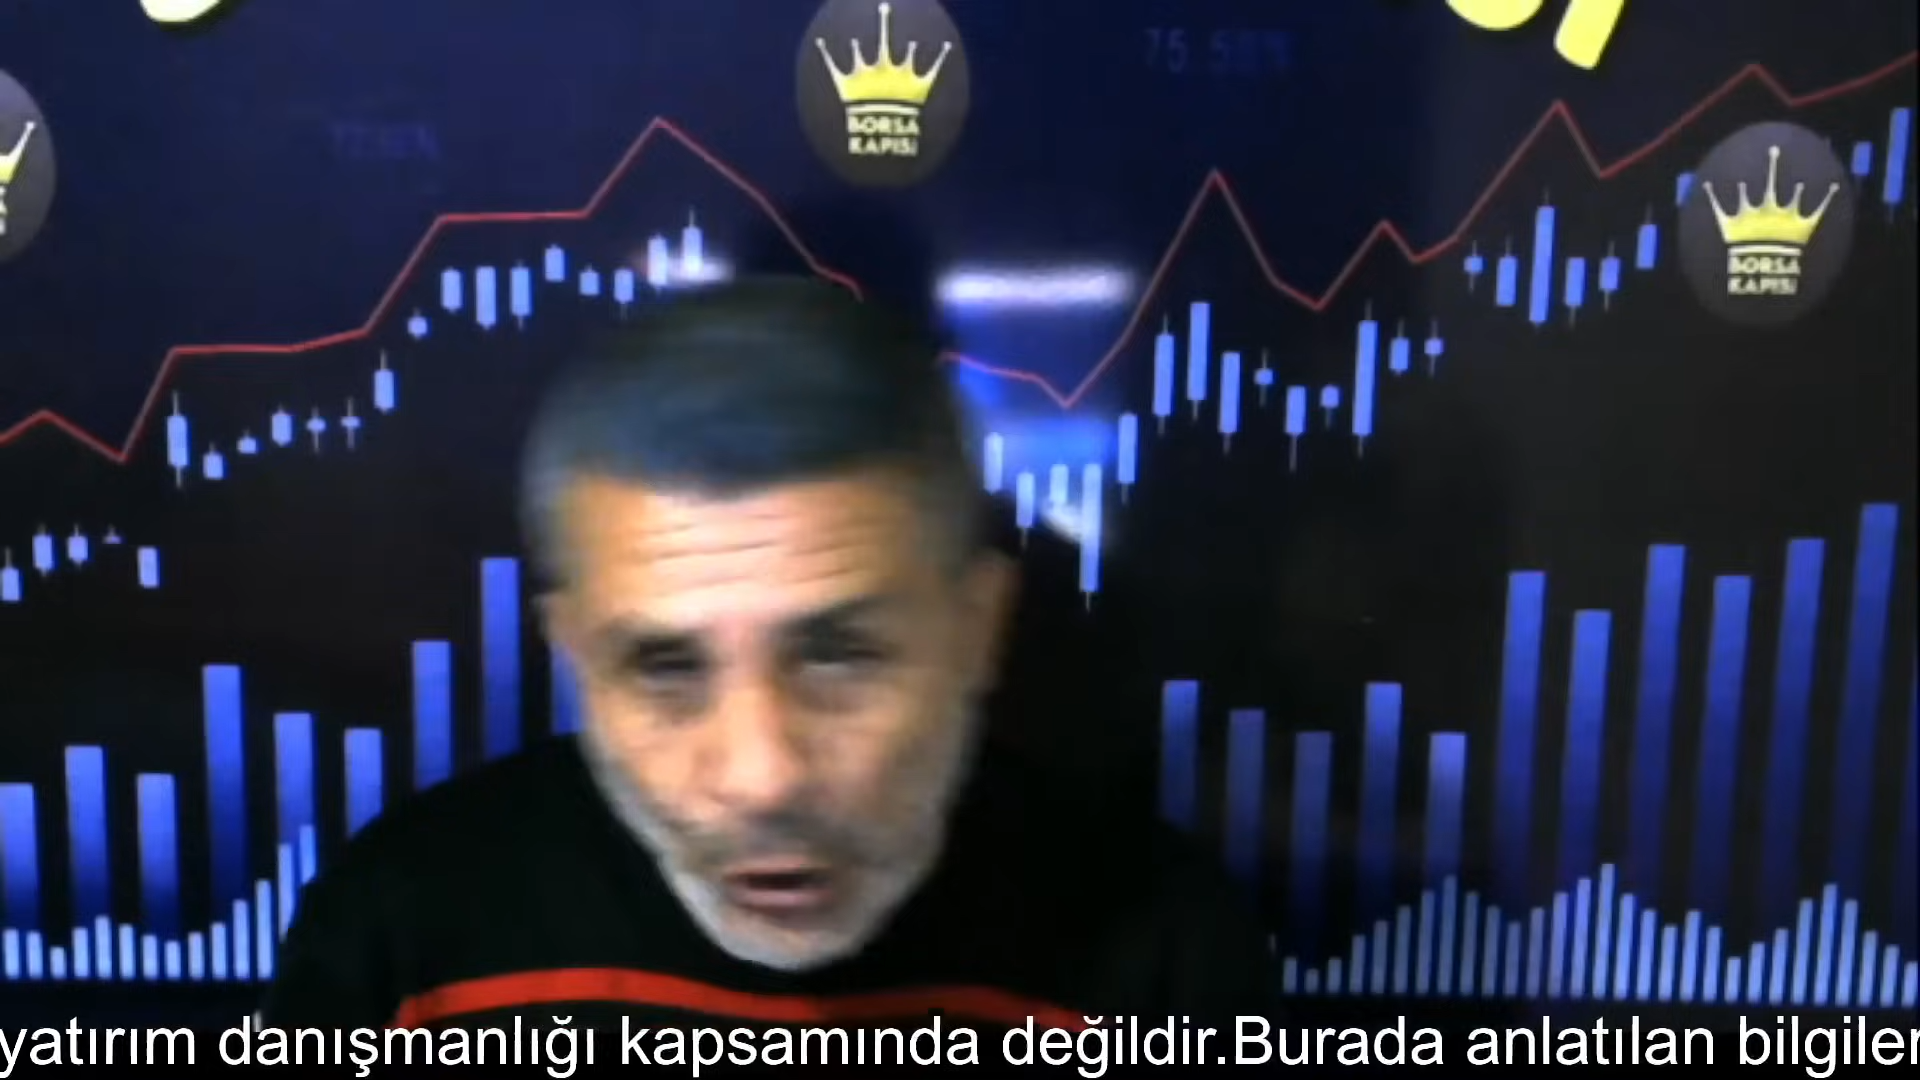 BORSA
KAPISI
BORSA
KAPISI
yatırım danışmanlığı kapsamında değildir.Burada anlatılan bilgiler